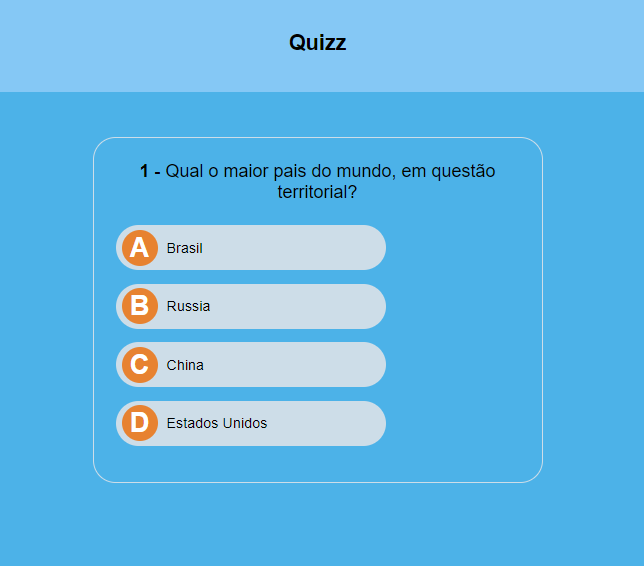 Quizz
1 - Qual o maior pais do mundo, em questão
territorial?
A Brasil
B Russia
C China
D Estados Unidos